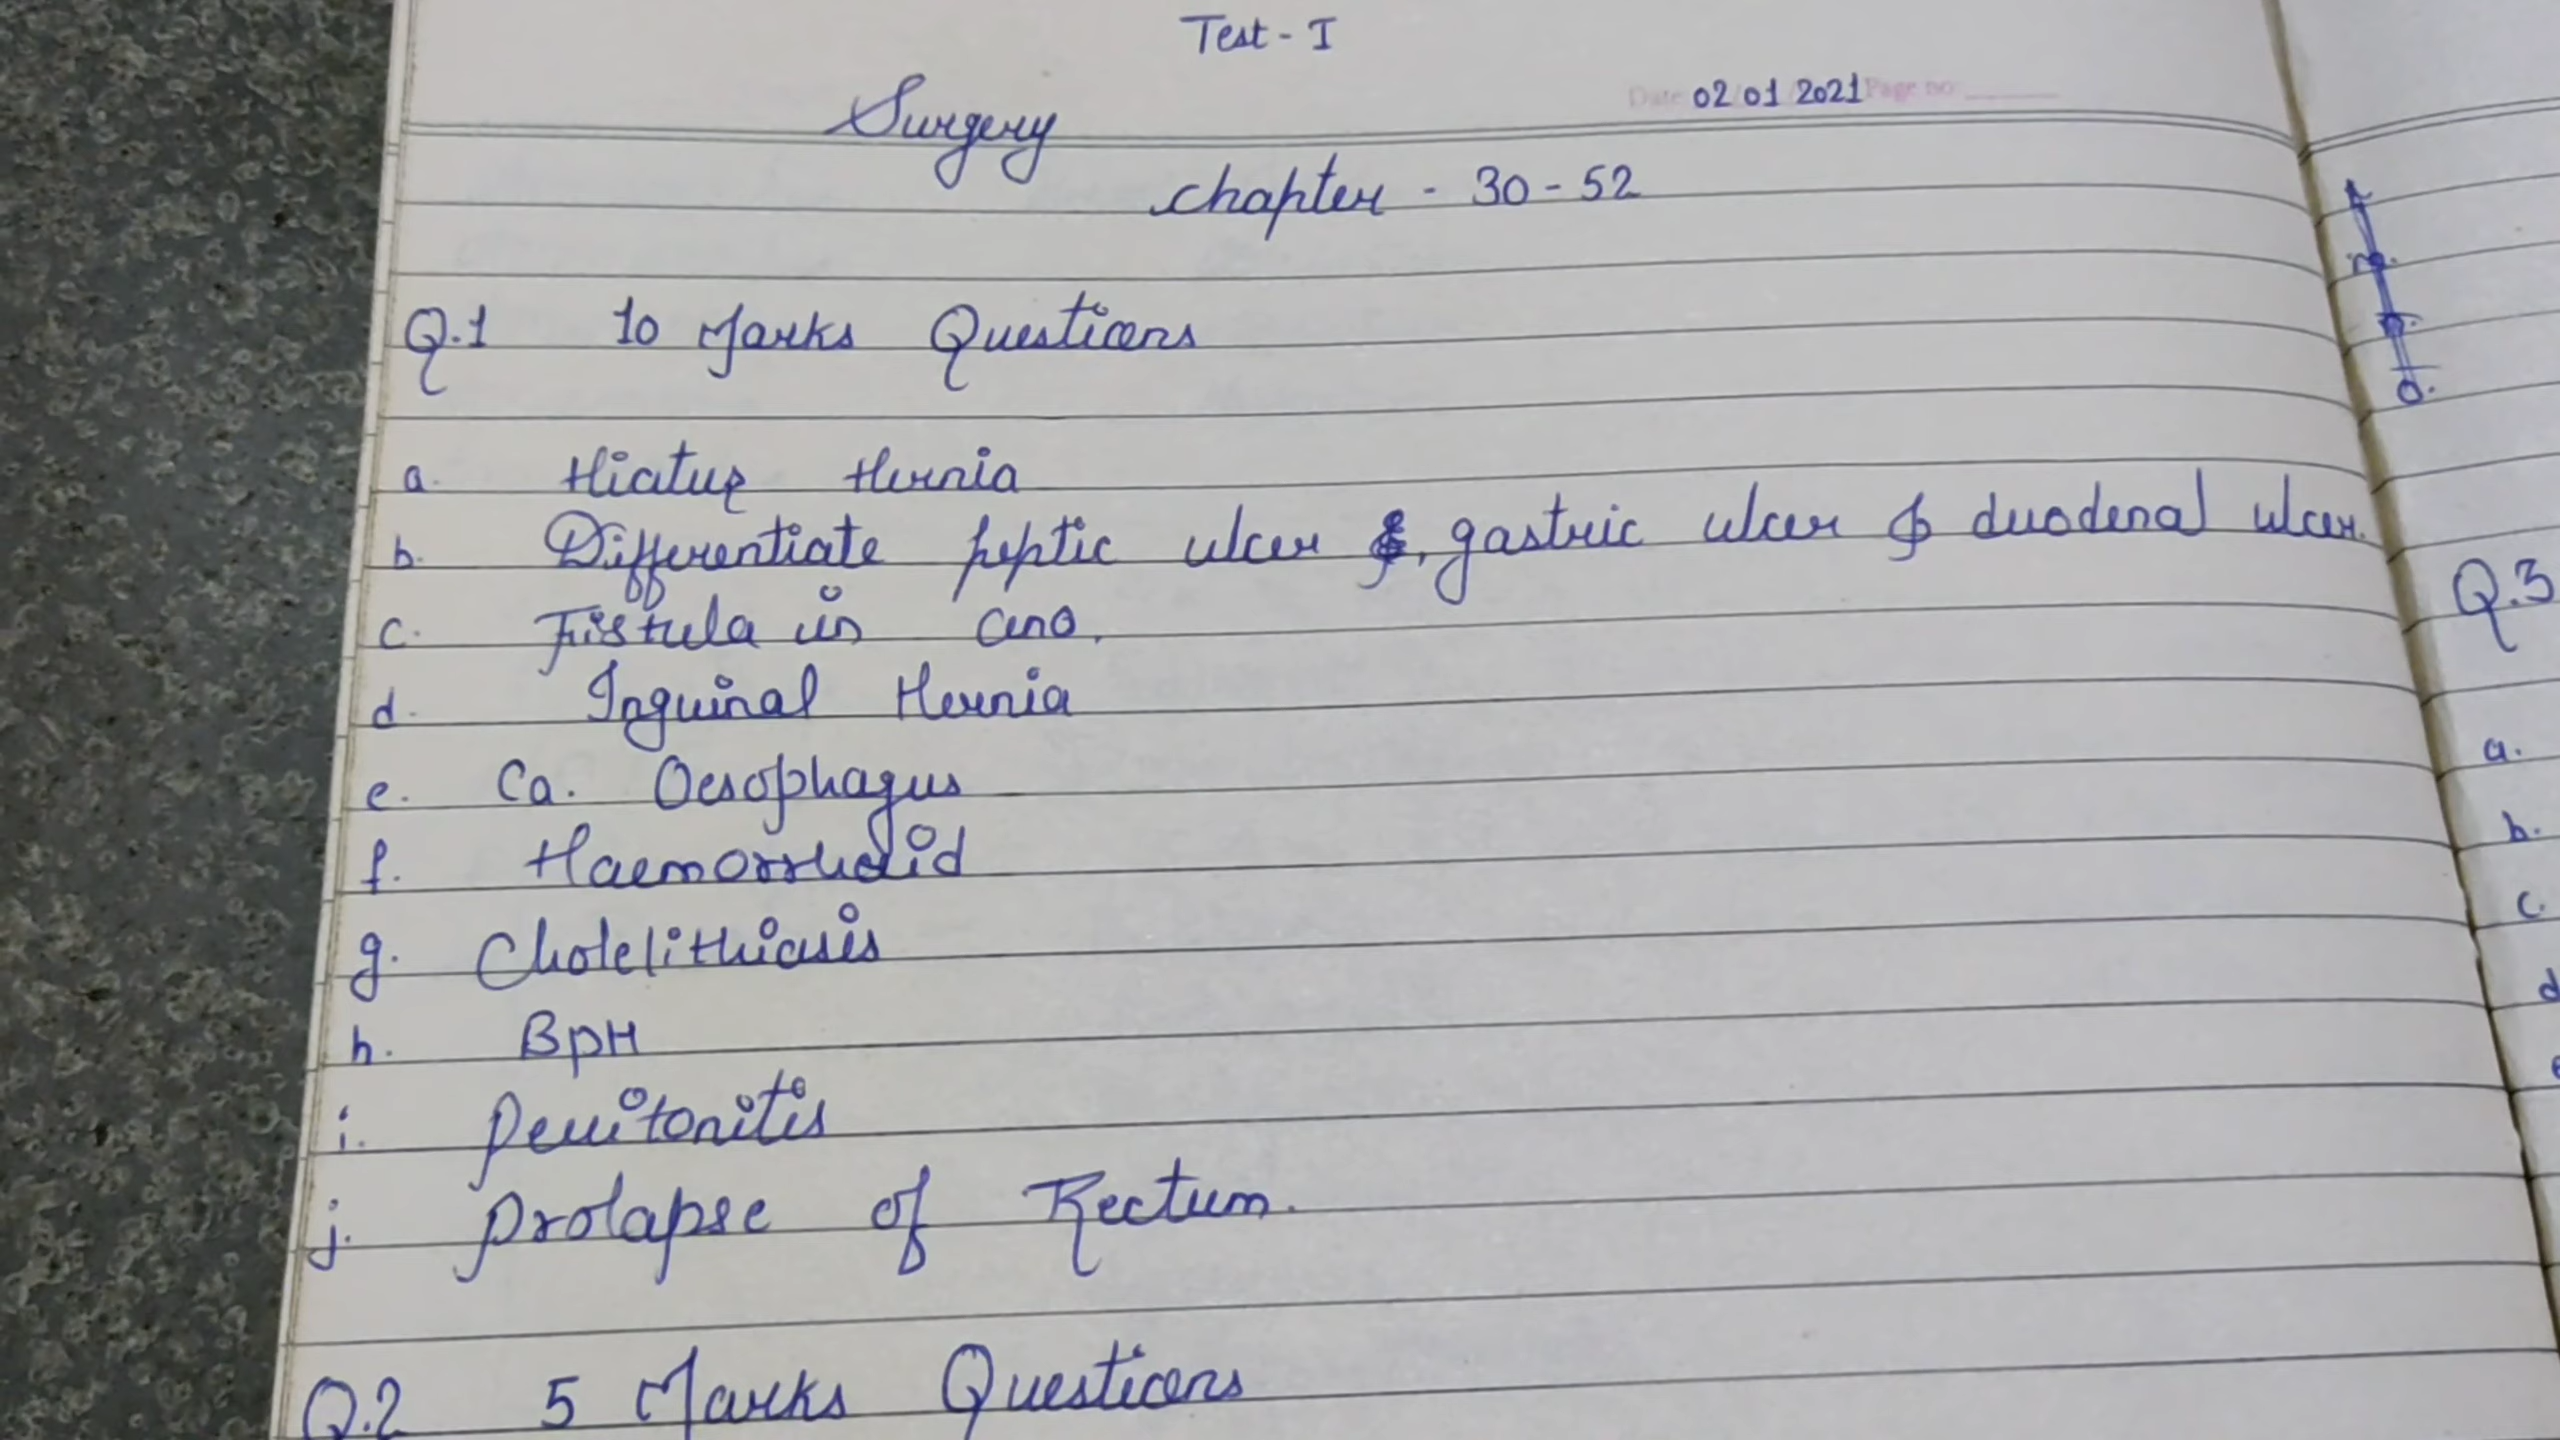 Test - I
Date 02 01 2021 Page no
Surgery
chapter - 30 - 52
Q.1 10 Marks Questions
a. Hiatus Hernia
b. Differentiate peptic ulcer, gastric ulcer & duodenal ulcer.
c. Fistula in ano.
d. Inguinal Hernia
e. Ca. Oesophagus
f. Haemorrhoid
g. Cholelithiasis
h. BPH
i. Peritonitis
j. Prolapse of Rectum.
Q.2 5 Marks Questions
Q.3
a.
b.
c.
d